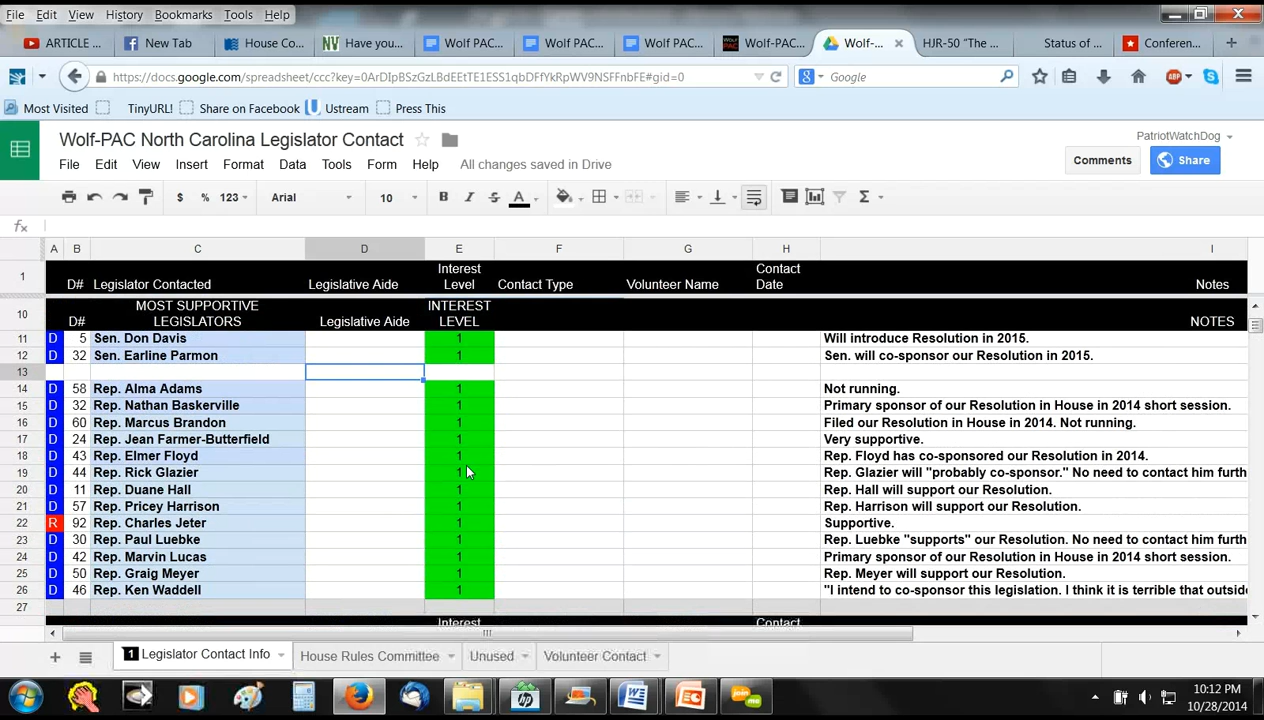 File Edit View History Bookmarks Tools Help
ARTICLE ... New Tab House Co... Have you... Wolf PAC... Wolf PAC... Wolf PAC... Wolf-PAC... Wolf-... HJR-50 "The ... Status of ... Conferen...
https://docs.google.com/spreadsheet/ccc?key=0ArDIpBSzGzLBdEEtTE1ESS1qbDFfYkRpWV9NSFFnbFE#gid=0 Google
Most Visited TinyURL! Share on Facebook Ustream Press This
Wolf-PAC North Carolina Legislator Contact PatriotWatchDog
File Edit View Insert Format Data Tools Form Help All changes saved in Drive Comments Share
$ % 123 Arial 10 B I S A Σ
fx
A B C D E F G H I
1 D# Legislator Contacted Legislative Aide Interest Level Contact Type Volunteer Name Contact Date Notes
10 D# MOST SUPPORTIVE LEGISLATORS Legislative Aide INTEREST LEVEL NOTES
11 D 5 Sen. Don Davis 1 Will introduce Resolution in 2015.
12 D 32 Sen. Earline Parmon 1 Sen. will co-sponsor our Resolution in 2015.
13
14 D 58 Rep. Alma Adams 1 Not running.
15 D 32 Rep. Nathan Baskerville 1 Primary sponsor of our Resolution in House in 2014 short session.
16 D 60 Rep. Marcus Brandon 1 Filed our Resolution in House in 2014. Not running.
17 D 24 Rep. Jean Farmer-Butterfield 1 Very supportive.
18 D 43 Rep. Elmer Floyd 1 Rep. Floyd has co-sponsored our Resolution in 2014.
19 D 44 Rep. Rick Glazier 1 Rep. Glazier will "probably co-sponsor." No need to contact him furth
20 D 11 Rep. Duane Hall 1 Rep. Hall will support our Resolution.
21 D 57 Rep. Pricey Harrison 1 Rep. Harrison will support our Resolution.
22 R 92 Rep. Charles Jeter 1 Supportive.
23 D 30 Rep. Paul Luebke 1 Rep. Luebke "supports" our Resolution. No need to contact him furth
24 D 42 Rep. Marvin Lucas 1 Primary sponsor of our Resolution in House in 2014 short session.
25 D 50 Rep. Graig Meyer 1 Rep. Meyer will support our Resolution.
26 D 46 Rep. Ken Waddell 1 "I intend to co-sponsor this legislation. I think it is terrible that outside
27
Interest Contact
1 Legislator Contact Info House Rules Committee Unused Volunteer Contact
10:12 PM
10/28/2014